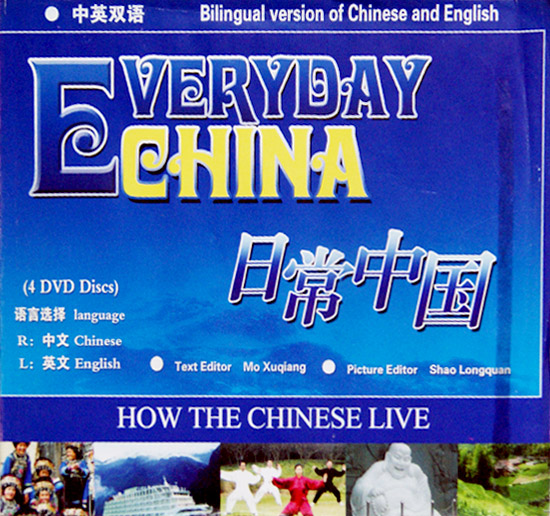 ● 中英双语 Bilingual version of Chinese and English
EVERYDAY
CHINA
日常中国
(4 DVD Discs)
语言选择 language
R: 中文 Chinese
L: 英文 English
● Text Editor Mo Xuqiang ● Picture Editor Shao Longquan
HOW THE CHINESE LIVE